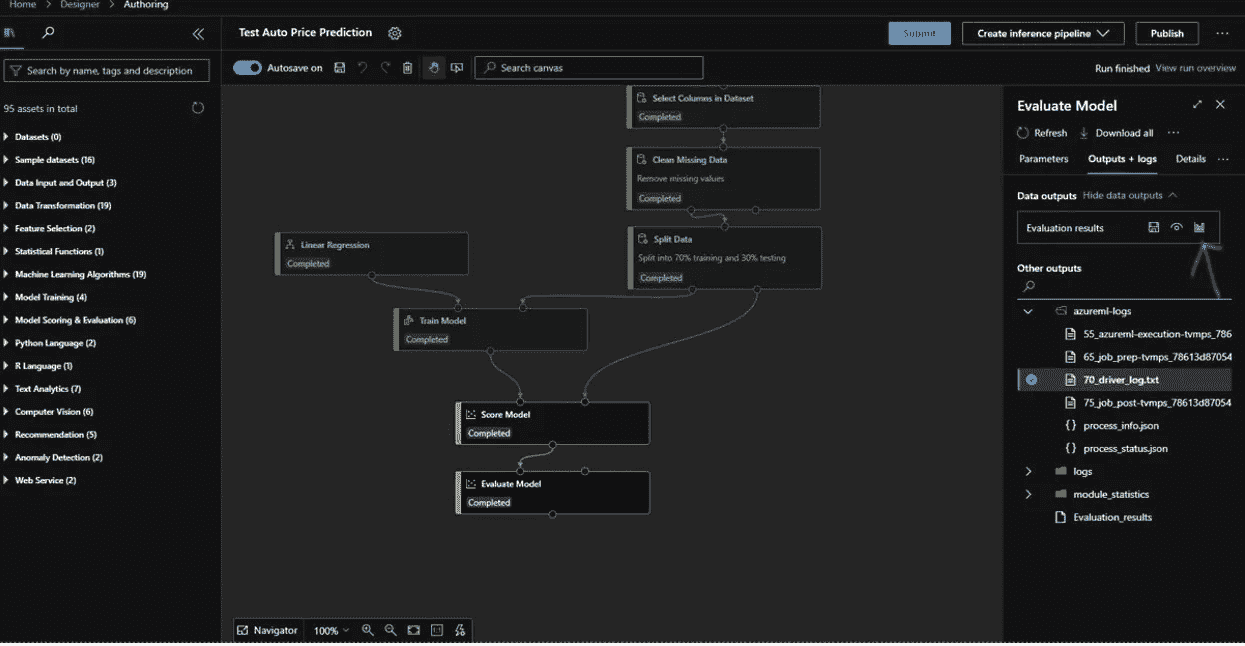 Home > Designer > Authoring
Test Auto Price Prediction
Submit
Create inference pipeline
Publish
Search by name, tags and description
Autosave on
Search canvas
Run finished View run overview
95 assets in total
Datasets (0)
Sample datasets (16)
Data Input and Output (3)
Data Transformation (19)
Feature Selection (2)
Statistical Functions (1)
Machine Learning Algorithms (19)
Model Training (4)
Model Scoring & Evaluation (6)
Python Language (2)
R Language (1)
Text Analytics (7)
Computer Vision (6)
Recommendation (5)
Anomaly Detection (2)
Web Service (2)
Select Columns in Dataset
Completed
Clean Missing Data
Remove missing values
Completed
Split Data
Split into 70% training and 30% testing
Completed
Linear Regression
Completed
Train Model
Completed
Score Model
Completed
Evaluate Model
Completed
Navigator
100%
1:1
Evaluate Model
Refresh
Download all
Parameters
Outputs + logs
Details
Data outputs Hide data outputs
Evaluation results
Other outputs
azureml-logs
55_azureml-execution-tvmps_786
65_job_prep-tvmps_78613d87054
70_driver_log.txt
75_job_post-tvmps_78613d87054
{} process_info.json
{} process_status.json
logs
module_statistics
Evaluation_results